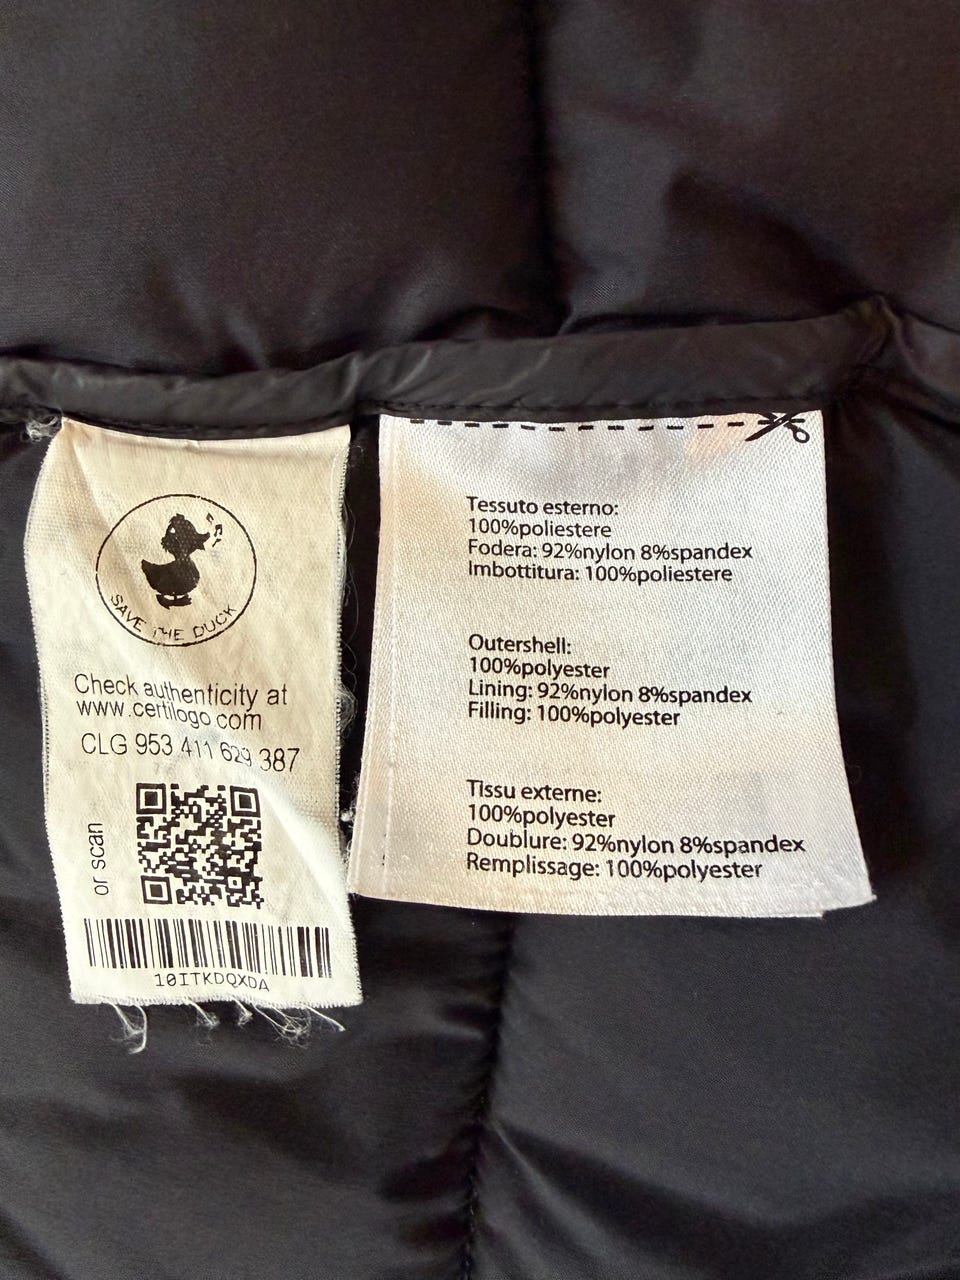 SAVE THE DUCK
Check authenticity at
www.certilogo.com
CLG 953 411 629 387
or scan
10ITKDQXDA
Tessuto esterno:
100%poliestere
Fodera: 92%nylon 8%spandex
Imbottitura: 100%poliestere
Outershell:
100%polyester
Lining: 92%nylon 8%spandex
Filling: 100%polyester
Tissu externe:
100%polyester
Doublure: 92%nylon 8%spandex
Remplissage: 100%polyester